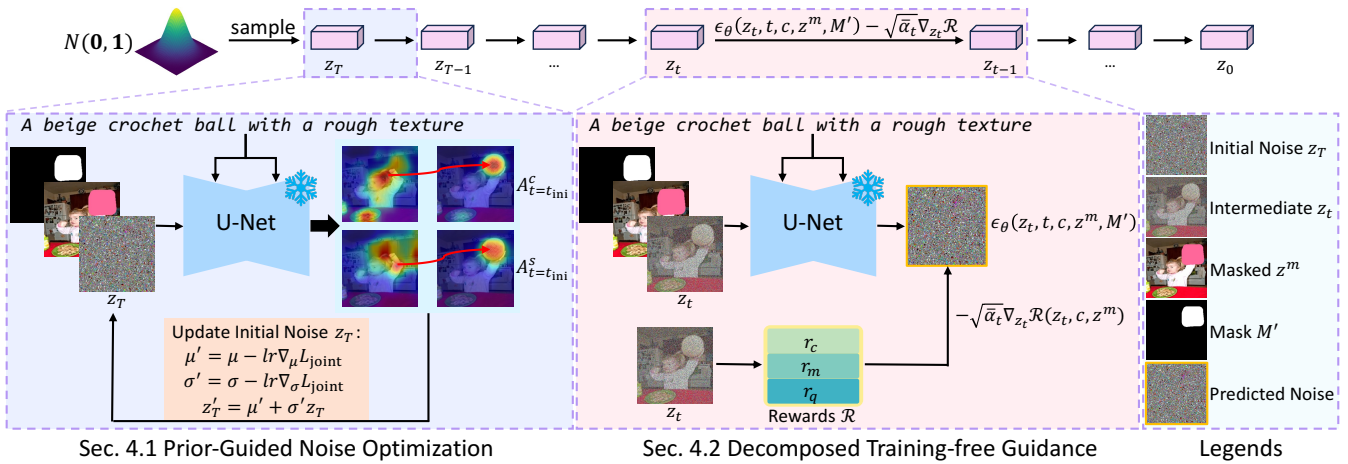 N(𝟎, 𝟏)
sample
z_T
z_{T−1}
...
z_t
ϵ_θ(z_t, t, c, z^m, M′) − √ᾱ_t ∇_{z_t} ℛ
z_{t−1}
...
z_0
A beige crochet ball with a rough texture
U-Net
A^c_{t=t_ini}
A^s_{t=t_ini}
z_T
Update Initial Noise z_T:
μ′ = μ − lr∇_μ L_joint
σ′ = σ − lr∇_σ L_joint
z′_T = μ′ + σ′z_T
Sec. 4.1 Prior-Guided Noise Optimization
A beige crochet ball with a rough texture
U-Net
z_t
ϵ_θ(z_t, t, c, z^m, M′)
−√ᾱ_t ∇_{z_t} ℛ(z_t, c, z^m)
r_c
r_m
r_q
z_t
Rewards ℛ
Sec. 4.2 Decomposed Training-free Guidance
Initial Noise z_T
Intermediate z_t
Masked z^m
Mask M′
Predicted Noise
Legends